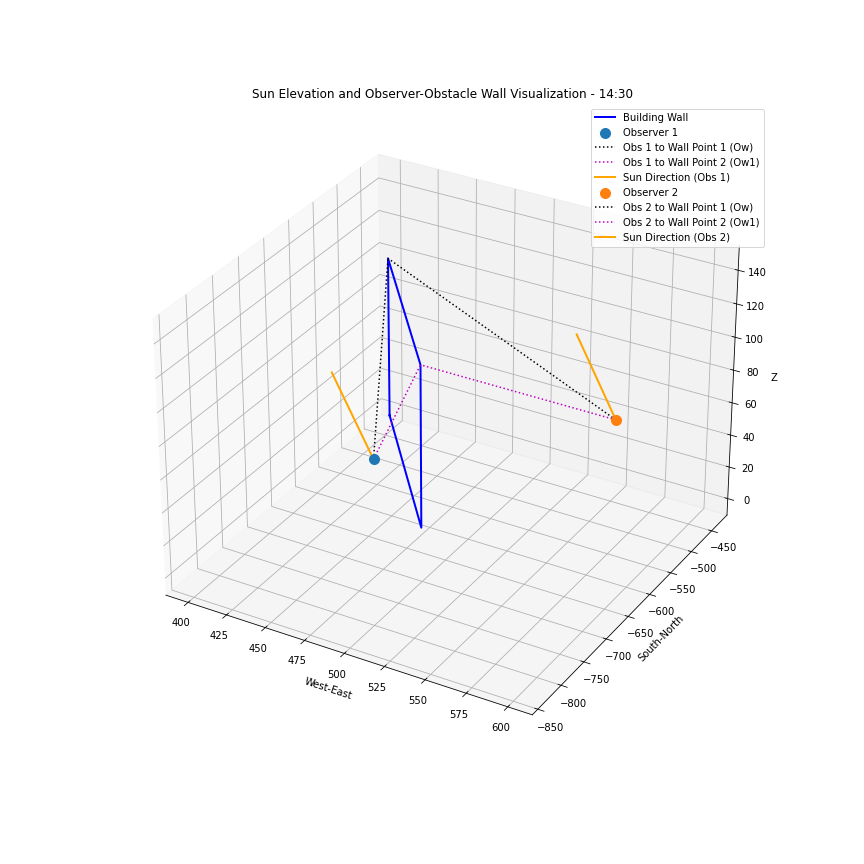 Sun Elevation and Observer-Obstacle Wall Visualization - 14:30
Building Wall
Observer 1
Obs 1 to Wall Point 1 (Ow)
Obs 1 to Wall Point 2 (Ow1)
Sun Direction (Obs 1)
Observer 2
Obs 2 to Wall Point 1 (Ow)
Obs 2 to Wall Point 2 (Ow1)
Sun Direction (Obs 2)
140
120
100
80
60
40
20
0
Z
−450
−500
−550
−600
−650
−700
−750
−800
−850
South-North
400
425
450
475
500
525
550
575
600
West-East